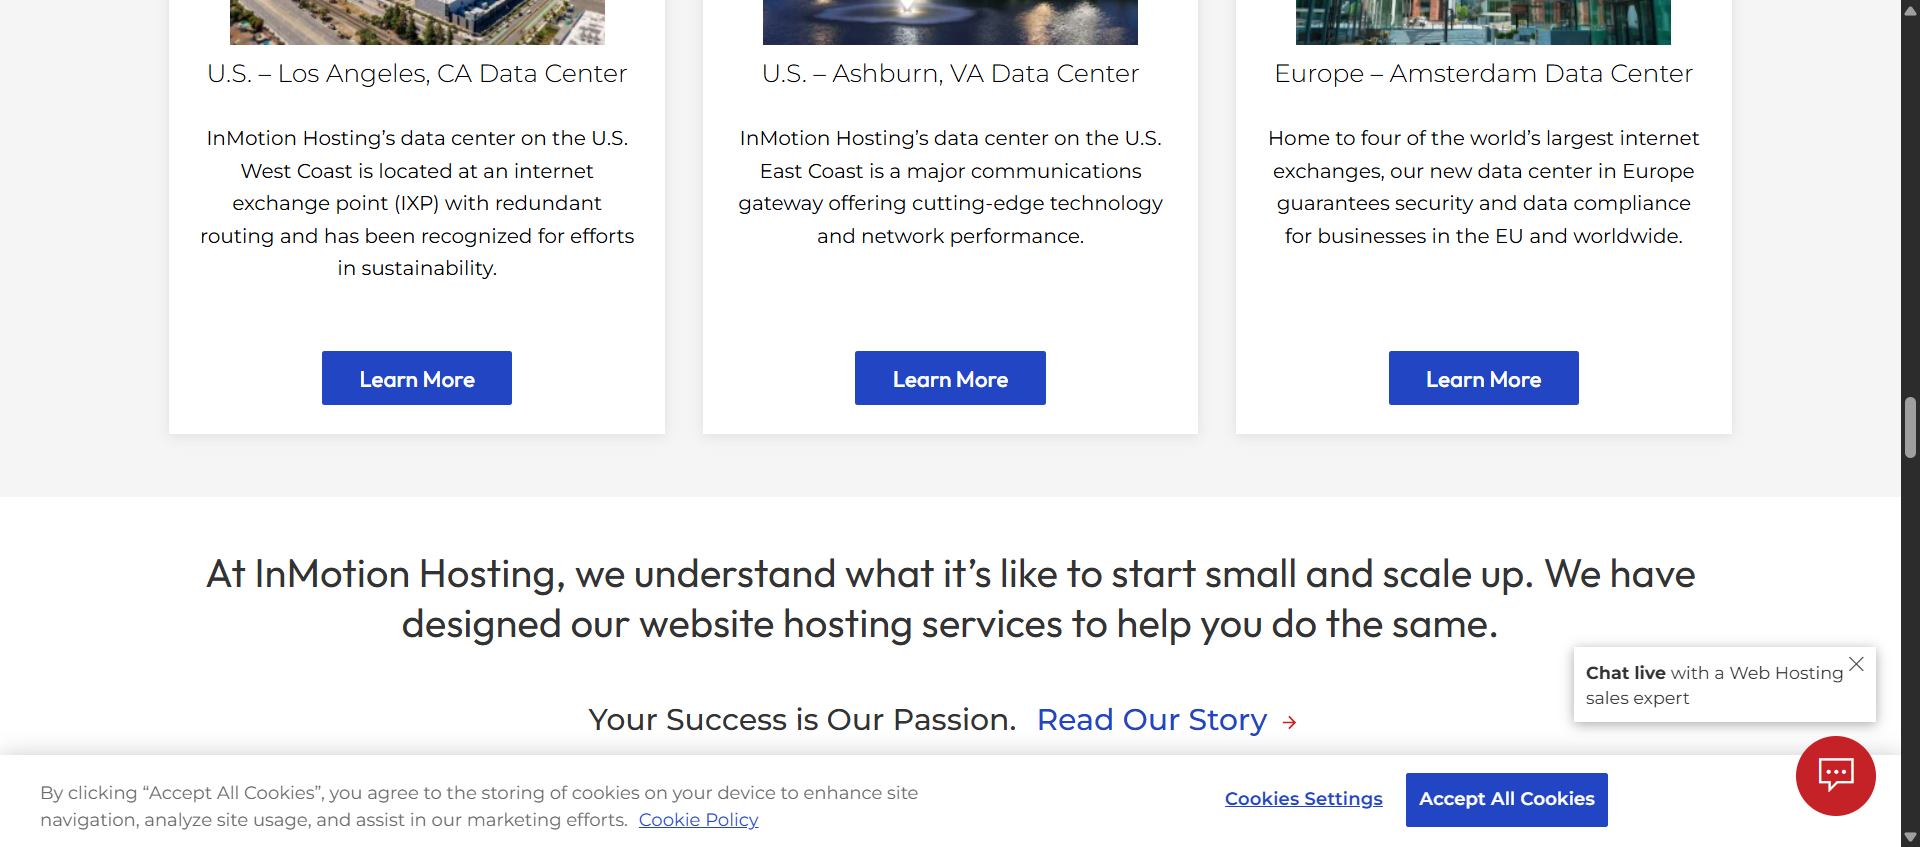 U.S. – Los Angeles, CA Data Center
InMotion Hosting’s data center on the U.S.
West Coast is located at an internet
exchange point (IXP) with redundant
routing and has been recognized for efforts
in sustainability.
Learn More
U.S. – Ashburn, VA Data Center
InMotion Hosting’s data center on the U.S.
East Coast is a major communications
gateway offering cutting-edge technology
and network performance.
Learn More
Europe – Amsterdam Data Center
Home to four of the world’s largest internet
exchanges, our new data center in Europe
guarantees security and data compliance
for businesses in the EU and worldwide.
Learn More
At InMotion Hosting, we understand what it’s like to start small and scale up. We have
designed our website hosting services to help you do the same.
Your Success is Our Passion. Read Our Story →
Chat live with a Web Hosting
sales expert
By clicking “Accept All Cookies”, you agree to the storing of cookies on your device to enhance site
navigation, analyze site usage, and assist in our marketing efforts. Cookie Policy
Cookies Settings
Accept All Cookies